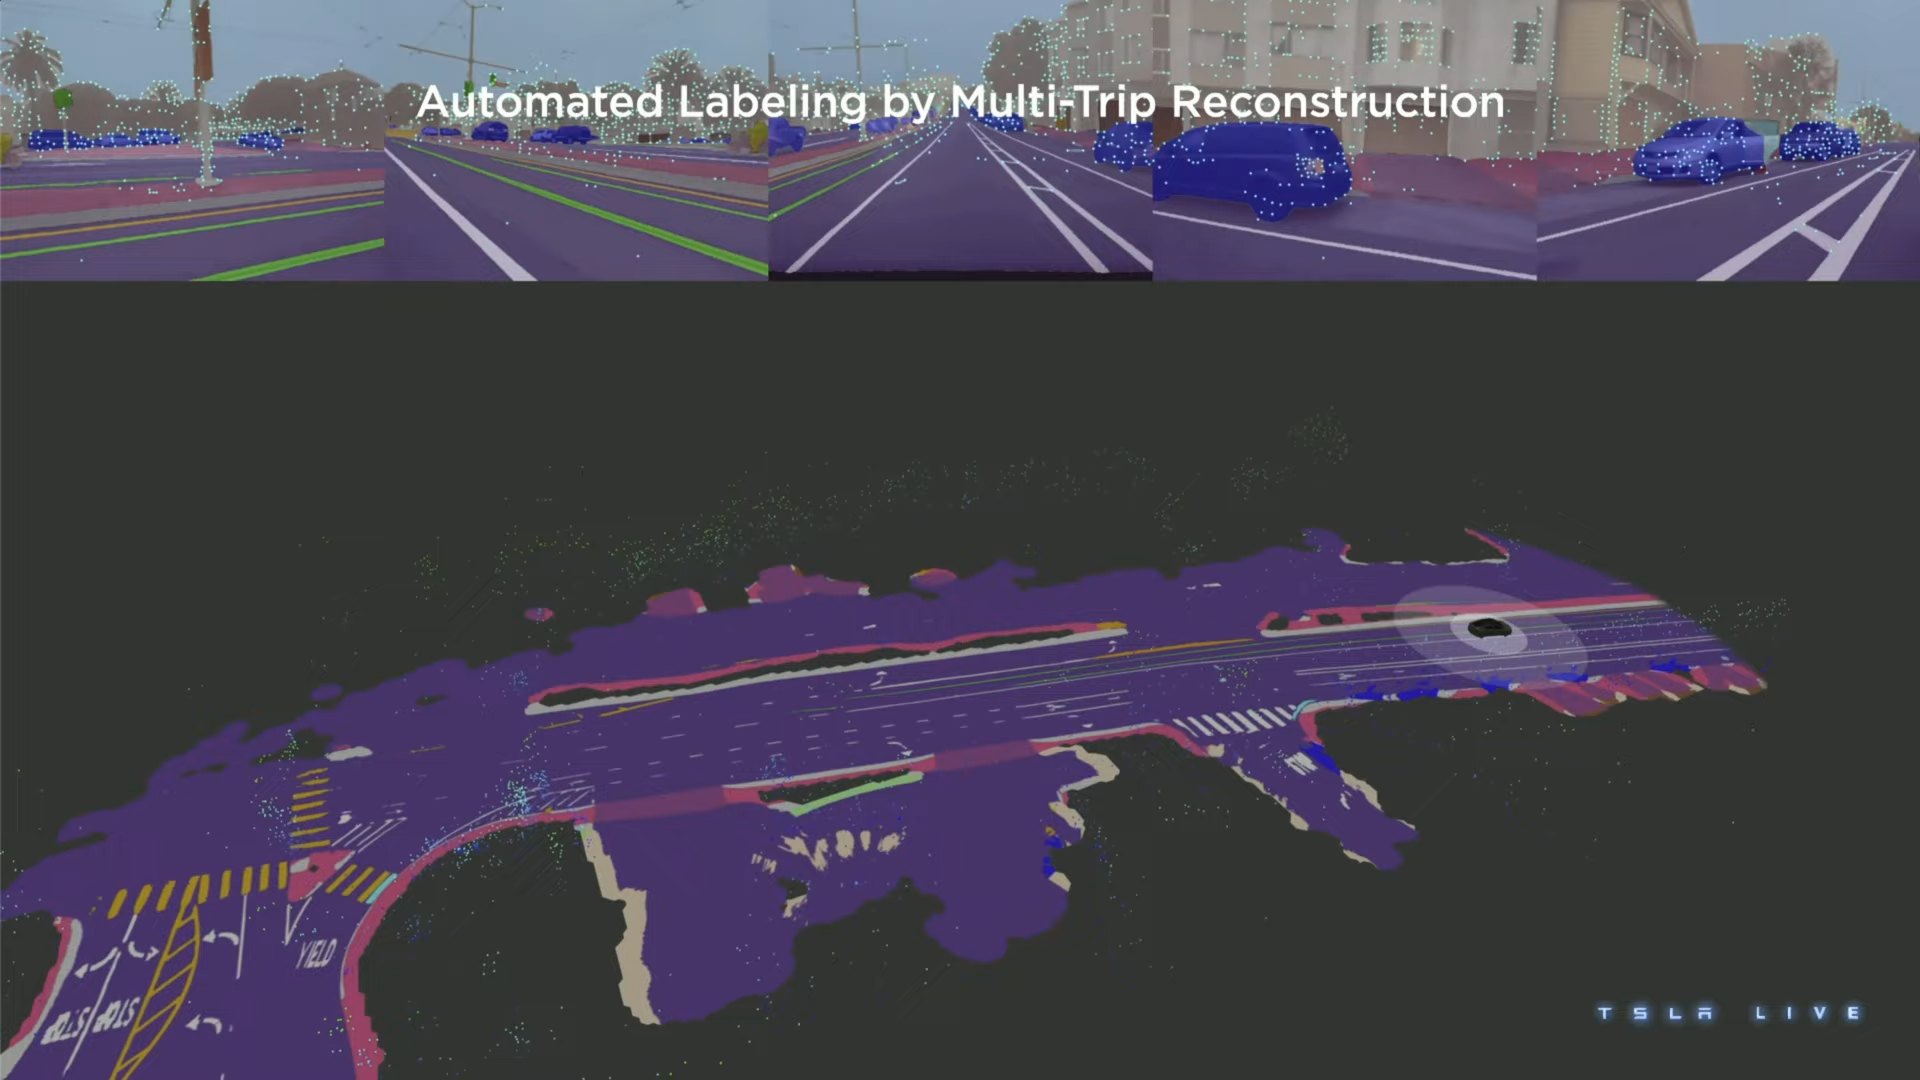 Automated Labeling by Multi-Trip Reconstruction
YIELD
TSLA LIVE